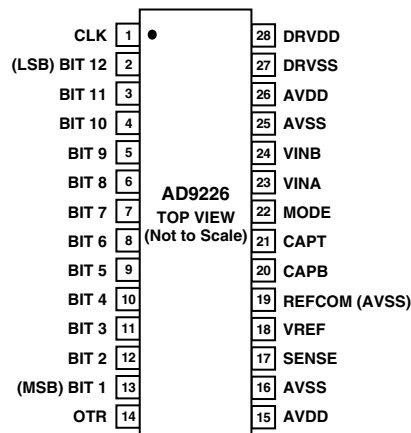 CLK 1 28 DRVDD
(LSB) BIT 12 2 27 DRVSS
BIT 11 3 26 AVDD
BIT 10 4 25 AVSS
BIT 9 5 24 VINB
BIT 8 6 23 VINA
BIT 7 7 22 MODE
BIT 6 8 21 CAPT
BIT 5 9 20 CAPB
BIT 4 10 19 REFCOM (AVSS)
BIT 3 11 18 VREF
BIT 2 12 17 SENSE
(MSB) BIT 1 13 16 AVSS
OTR 14 15 AVDD
AD9226
TOP VIEW
(Not to Scale)